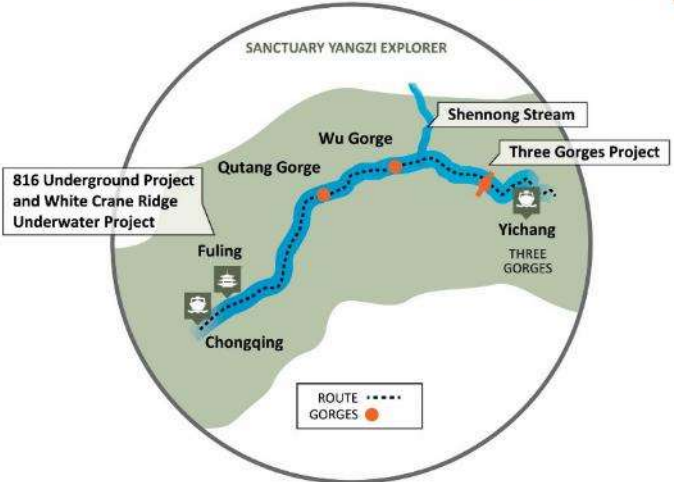 SANCTUARY YANGZI EXPLORER
Shennong Stream
Wu Gorge
Three Gorges Project
Qutang Gorge
816 Underground Project
and White Crane Ridge
Underwater Project
Yichang
THREE
GORGES
Fuling
Chongqing
ROUTE
GORGES